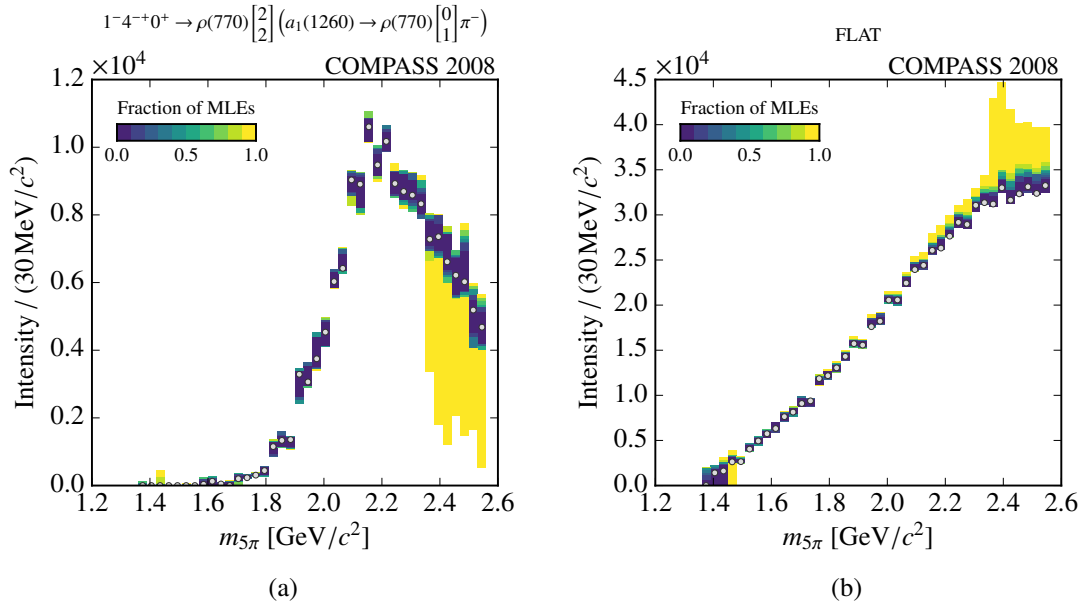 1⁻4⁻⁺0⁺ → ρ(770) [2 2] (a₁(1260) → ρ(770) [0 1] π⁻)
×10⁴ COMPASS 2008
Fraction of MLEs
0.0 0.5 1.0
1.2
1.0
0.8
0.6
0.4
0.2
0.0
Intensity / (30 MeV/c²)
1.2 1.4 1.6 1.8 2.0 2.2 2.4 2.6
m₅π [GeV/c²]
(a)
FLAT
×10⁴ COMPASS 2008
Fraction of MLEs
0.0 0.5 1.0
4.5
4.0
3.5
3.0
2.5
2.0
1.5
1.0
0.5
0.0
Intensity / (30 MeV/c²)
1.2 1.4 1.6 1.8 2.0 2.2 2.4 2.6
m₅π [GeV/c²]
(b)